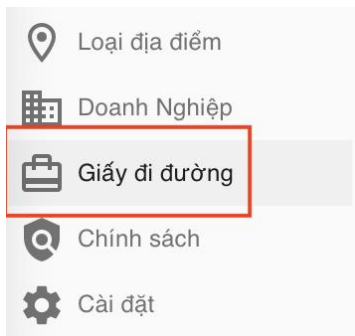 Loại địa điểm
Doanh Nghiệp
Giấy đi đường
Chính sách
Cài đặt